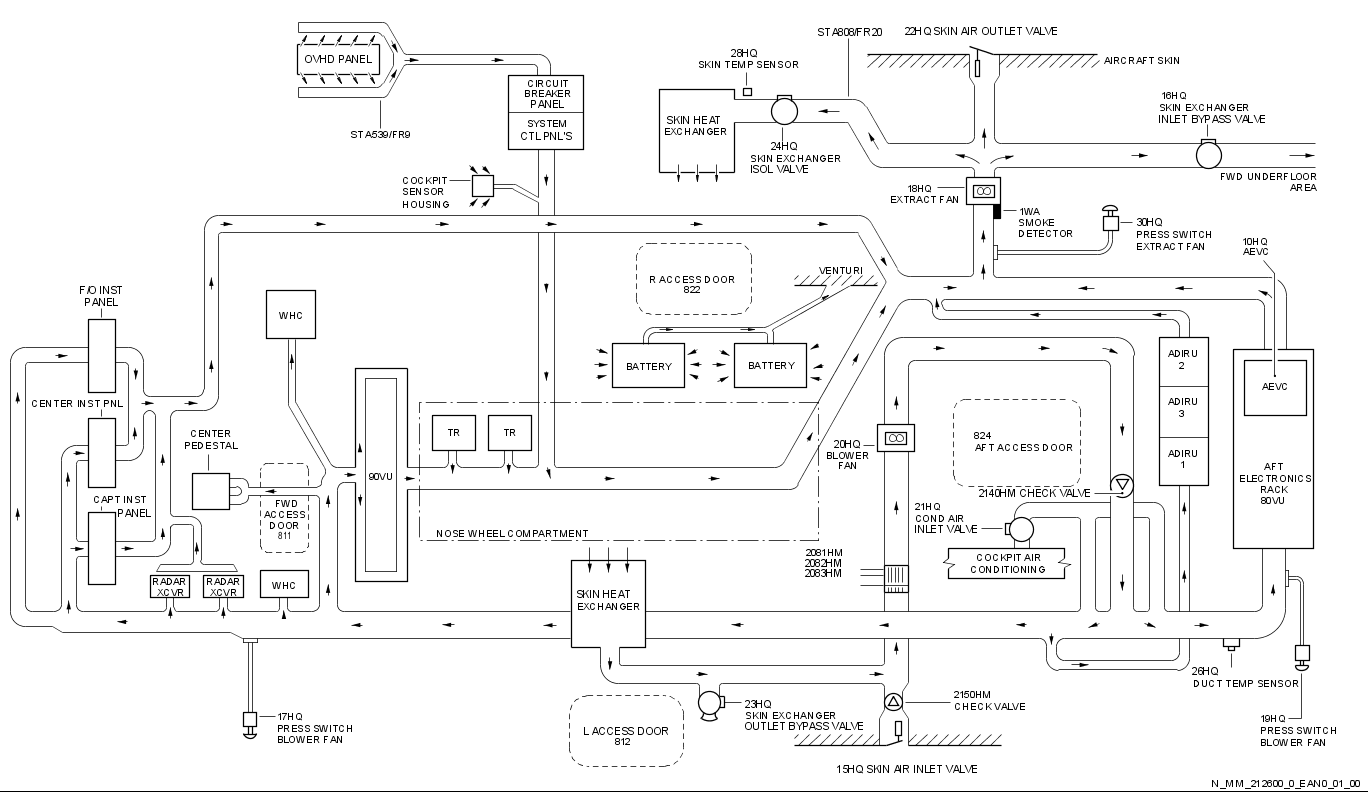 STA808/FR20
22HQ SKIN AIR OUTLET VALVE
OVHD PANEL
28HQ
SKIN TEMP SENSOR
AIRCRAFT SKIN
CIRCUIT
BREAKER
PANEL
SYSTEM
CTL PNL'S
STA539/FR9
SKIN HEAT
EXCHANGER
24HQ
SKIN EXCHANGER
ISOL VALVE
16HQ
SKIN EXCHANGER
INLET BYPASS VALVE
FWD UNDERFLOOR
AREA
COCKPIT
SENSOR
HOUSING
18HQ
EXTRACT FAN
1WA
SMOKE
DETECTOR
30HQ
PRESS SWITCH
EXTRACT FAN
10HQ
AEVC
R ACCESS DOOR
822
VENTURI
F/O INST
PANEL
WHC
BATTERY
BATTERY
ADIRU
2
ADIRU
3
ADIRU
1
AEVC
CENTER INST PNL
CENTER
PEDESTAL
TR
TR
20HQ
BLOWER
FAN
824
AFT ACCESS DOOR
AFT
ELECTRONICS
RACK
80VU
90VU
CAPT INST
PANEL
FWD
ACCESS
DOOR
811
2140HM CHECK VALVE
21HQ
COND AIR
INLET VALVE
NOSE WHEEL COMPARTMENT
COCKPIT AIR
CONDITIONING
2081HM
2082HM
2083HM
RADAR
XCVR
RADAR
XCVR
WHC
SKIN HEAT
EXCHANGER
26HQ
DUCT TEMP SENSOR
23HQ
SKIN EXCHANGER
OUTLET BYPASS VALVE
2150HM
CHECK VALVE
17HQ
PRESS SWITCH
BLOWER FAN
L ACCESS DOOR
812
19HQ
PRESS SWITCH
BLOWER FAN
15HQ SKIN AIR INLET VALVE
N_MM_212600_0_EAN0_01_00